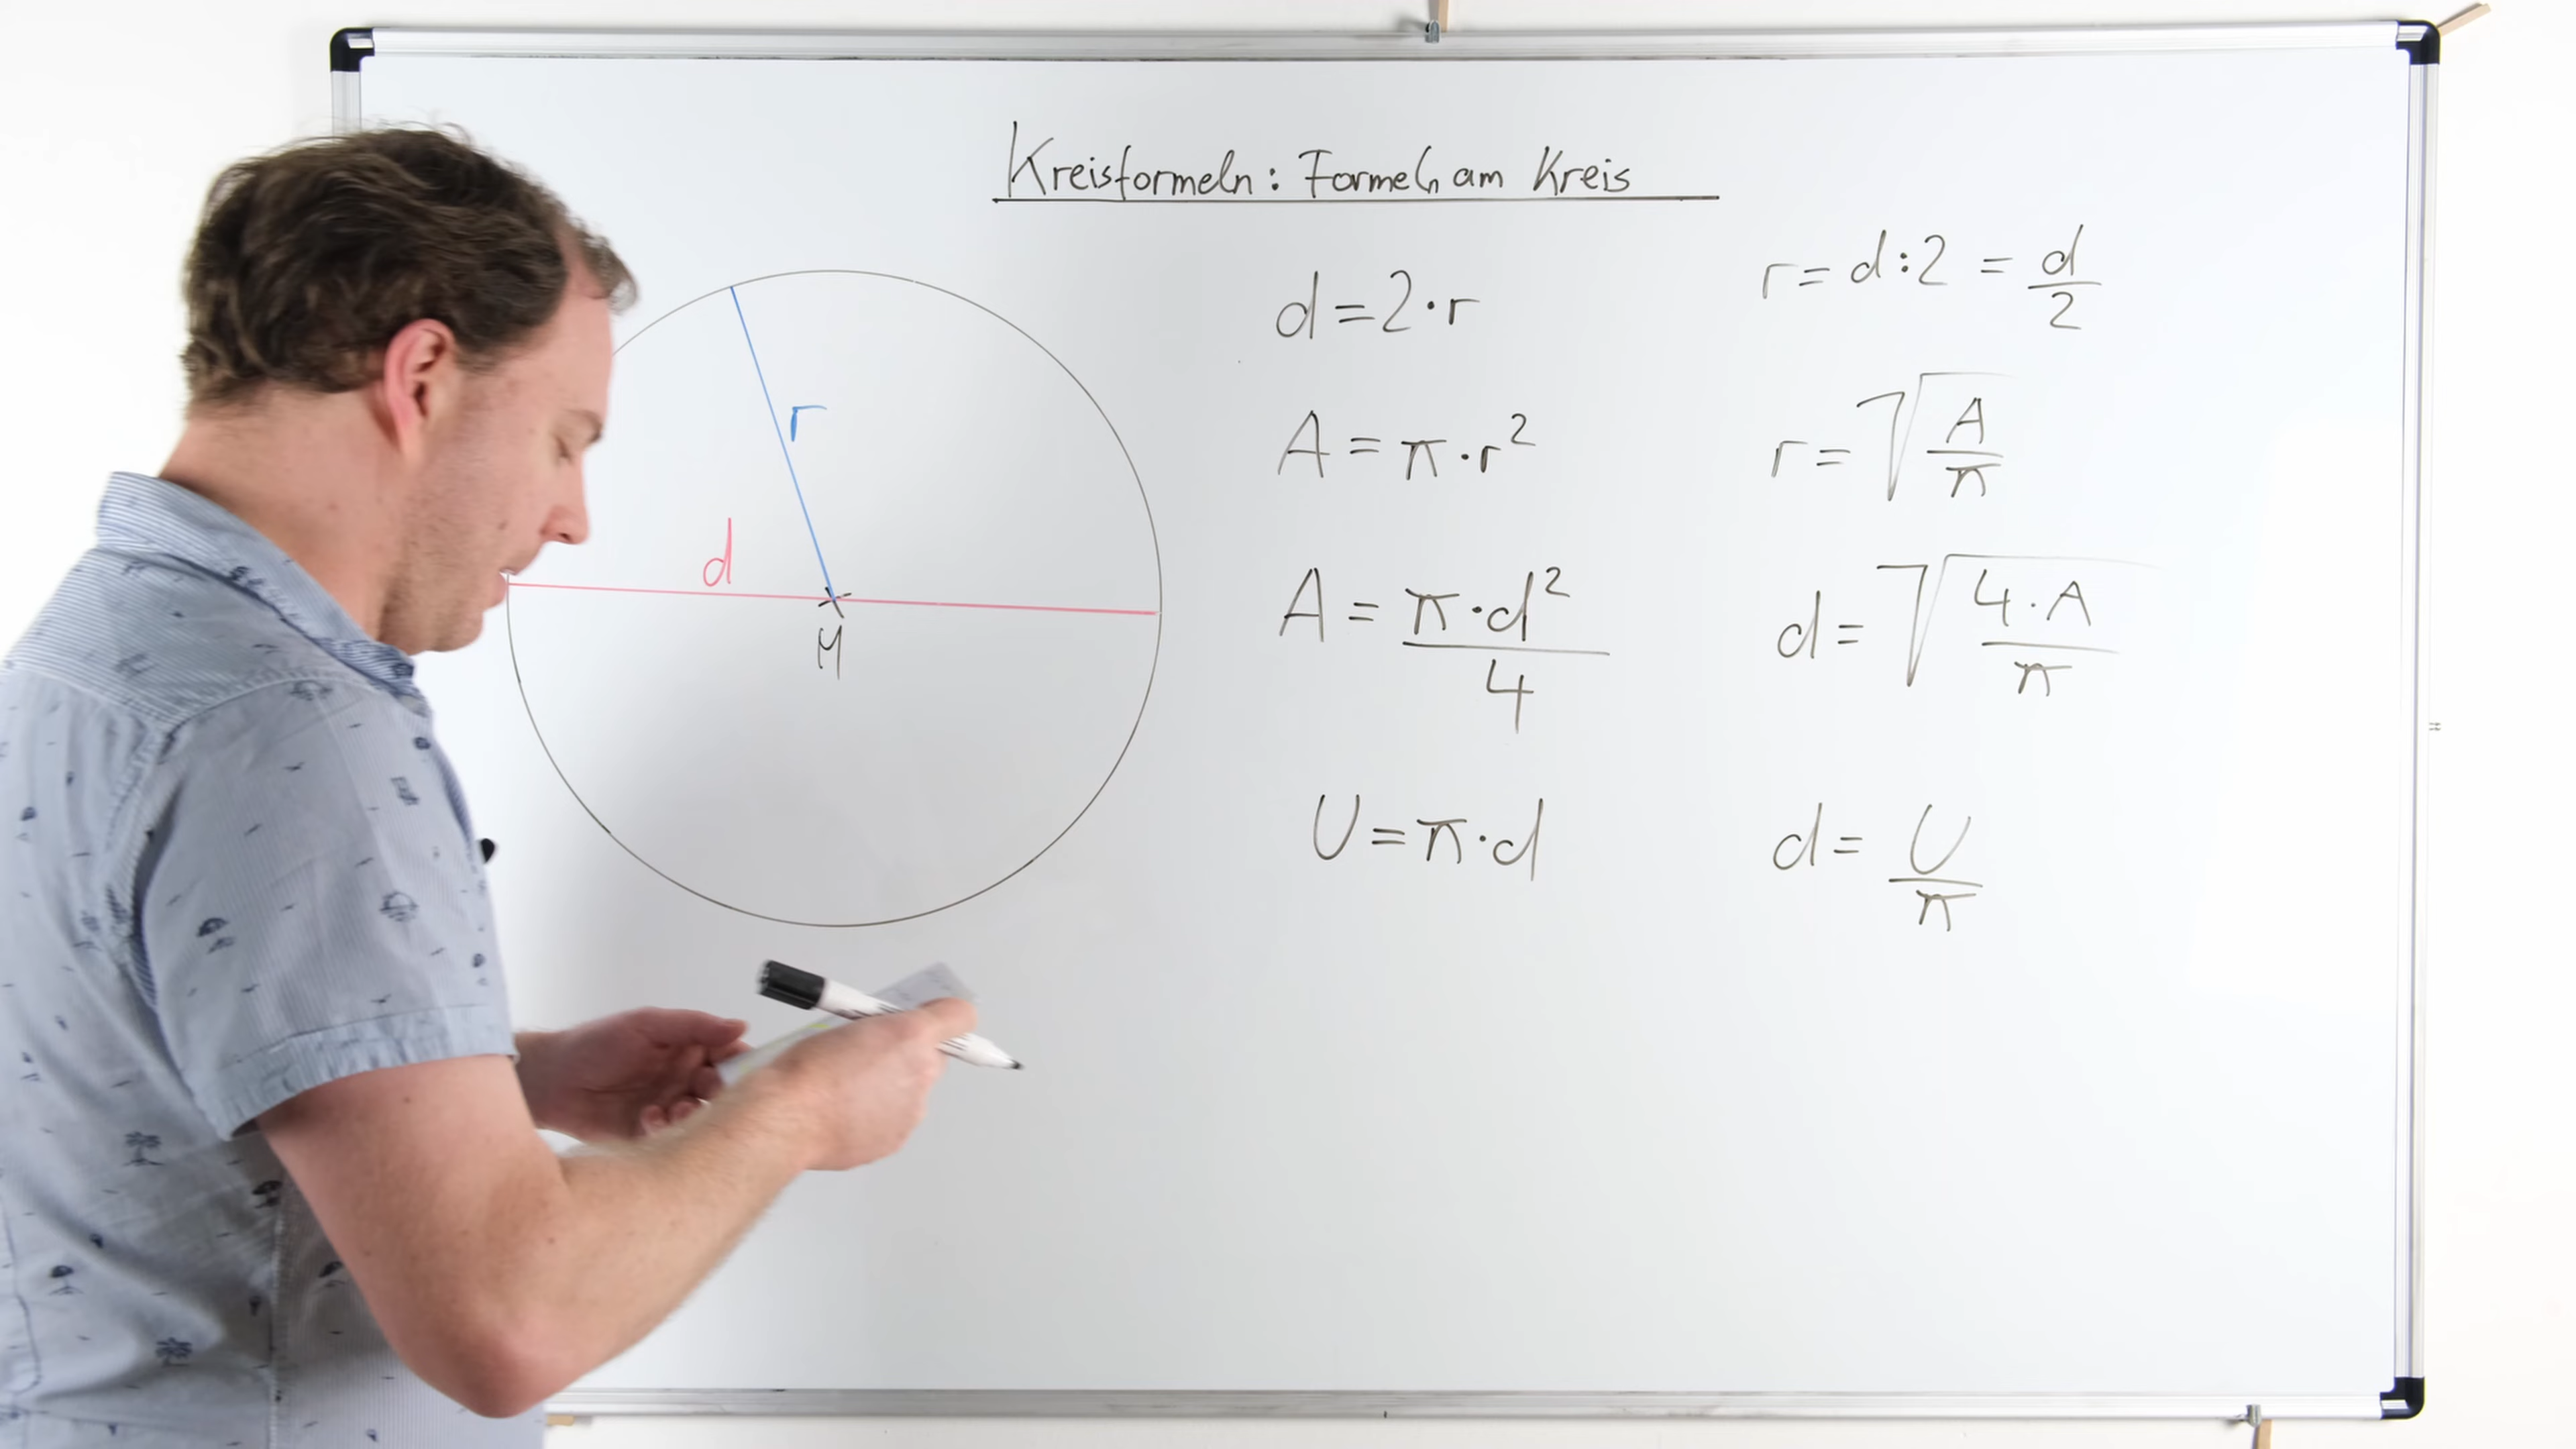 Kreisformeln: Formeln am Kreis
r
d
M
d = 2·r
r = d:2 = d/2
A = π·r²
r = √(A/π)
A = π·d²/4
d = √(4·A/π)
U = π·d
d = U/π